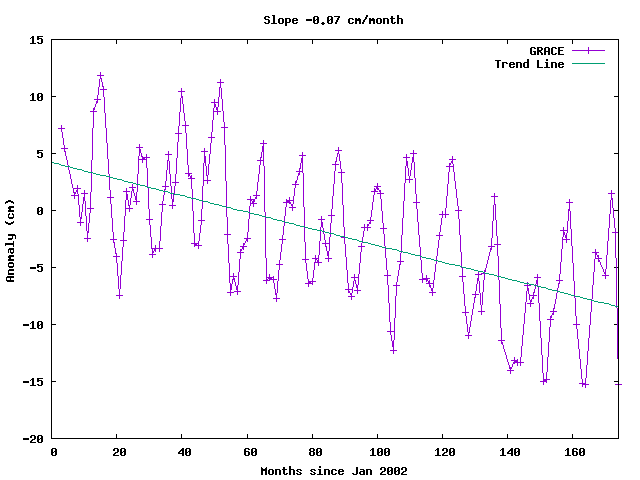 Slope -0.07 cm/month
GRACE
Trend Line
15
10
5
0
-5
-10
-15
-20
Anomaly (cm)
0 20 40 60 80 100 120 140 160
Months since Jan 2002